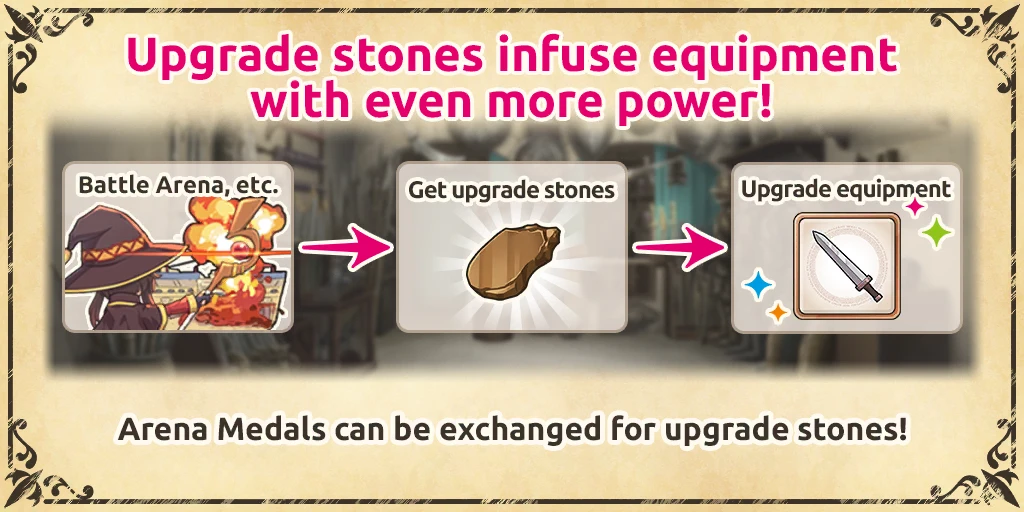 Upgrade stones infuse equipment
with even more power!
Battle Arena, etc.
Get upgrade stones
Upgrade equipment
Arena Medals can be exchanged for upgrade stones!